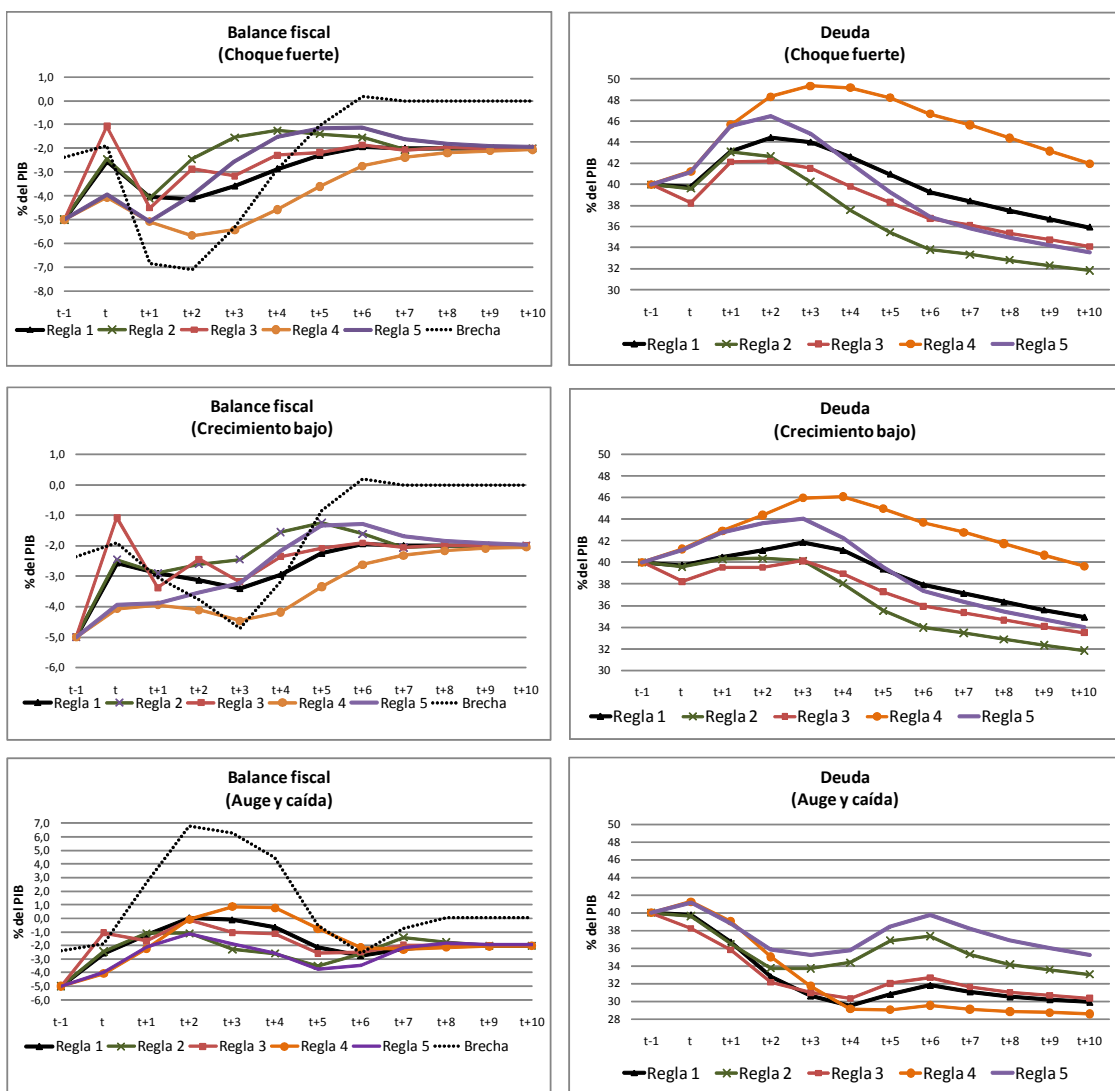 Balance fiscal
(Choque fuerte)
% del PIB
1,0
0,0
-1,0
-2,0
-3,0
-4,0
-5,0
-6,0
-7,0
-8,0
t-1 t t+1 t+2 t+3 t+4 t+5 t+6 t+7 t+8 t+9 t+10
Regla 1 Regla 2 Regla 3 Regla 4 Regla 5 Brecha
Deuda
(Choque fuerte)
% del PIB
50
48
46
44
42
40
38
36
34
32
30
t-1 t t+1 t+2 t+3 t+4 t+5 t+6 t+7 t+8 t+9 t+10
Regla 1 Regla 2 Regla 3 Regla 4 Regla 5
Balance fiscal
(Crecimiento bajo)
% del PIB
1,0
0,0
-1,0
-2,0
-3,0
-4,0
-5,0
-6,0
t-1 t t+1 t+2 t+3 t+4 t+5 t+6 t+7 t+8 t+9 t+10
Regla 1 Regla 2 Regla 3 Regla 4 Regla 5 Brecha
Deuda
(Crecimiento bajo)
% del PIB
50
48
46
44
42
40
38
36
34
32
30
t-1 t t+1 t+2 t+3 t+4 t+5 t+6 t+7 t+8 t+9 t+10
Regla 1 Regla 2 Regla 3 Regla 4 Regla 5
Balance fiscal
(Auge y caída)
% del PIB
7,0
6,0
5,0
4,0
3,0
2,0
1,0
0,0
-1,0
-2,0
-3,0
-4,0
-5,0
-6,0
t-1 t t+1 t+2 t+3 t+4 t+5 t+6 t+7 t+8 t+9 t+10
Regla 1 Regla 2 Regla 3 Regla 4 Regla 5 Brecha
Deuda
(Auge y caída)
% del PIB
50
48
46
44
42
40
38
36
34
32
30
28
t-1 t t+1 t+2 t+3 t+4 t+5 t+6 t+7 t+8 t+9 t+10
Regla 1 Regla 2 Regla 3 Regla 4 Regla 5